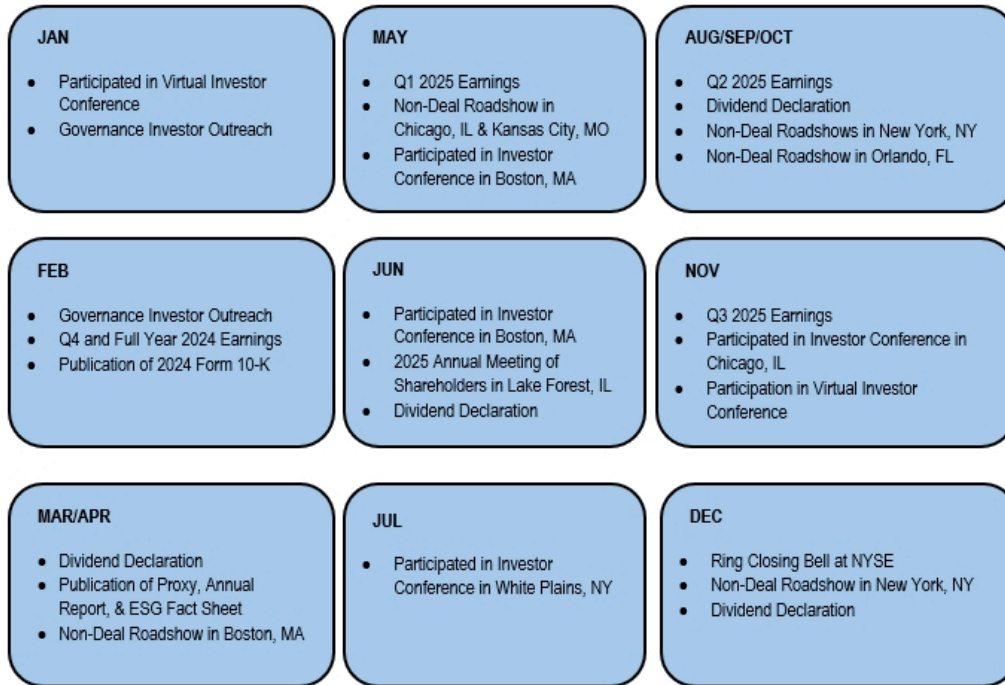 JAN
• Participated in Virtual Investor
Conference
• Governance Investor Outreach
FEB
• Governance Investor Outreach
• Q4 and Full Year 2024 Earnings
• Publication of 2024 Form 10-K
MAR/APR
• Dividend Declaration
• Publication of Proxy, Annual
Report, & ESG Fact Sheet
• Non-Deal Roadshow in Boston, MA
MAY
• Q1 2025 Earnings
• Non-Deal Roadshow in
Chicago, IL & Kansas City, MO
• Participated in Investor
Conference in Boston, MA
JUN
• Participated in Investor
Conference in Boston, MA
• 2025 Annual Meeting of
Shareholders in Lake Forest, IL
• Dividend Declaration
JUL
• Participated in Investor
Conference in White Plains, NY
AUG/SEP/OCT
• Q2 2025 Earnings
• Dividend Declaration
• Non-Deal Roadshows in New York, NY
• Non-Deal Roadshow in Orlando, FL
NOV
• Q3 2025 Earnings
• Participated in Investor Conference in
Chicago, IL
• Participation in Virtual Investor
Conference
DEC
• Ring Closing Bell at NYSE
• Non-Deal Roadshow in New York, NY
• Dividend Declaration